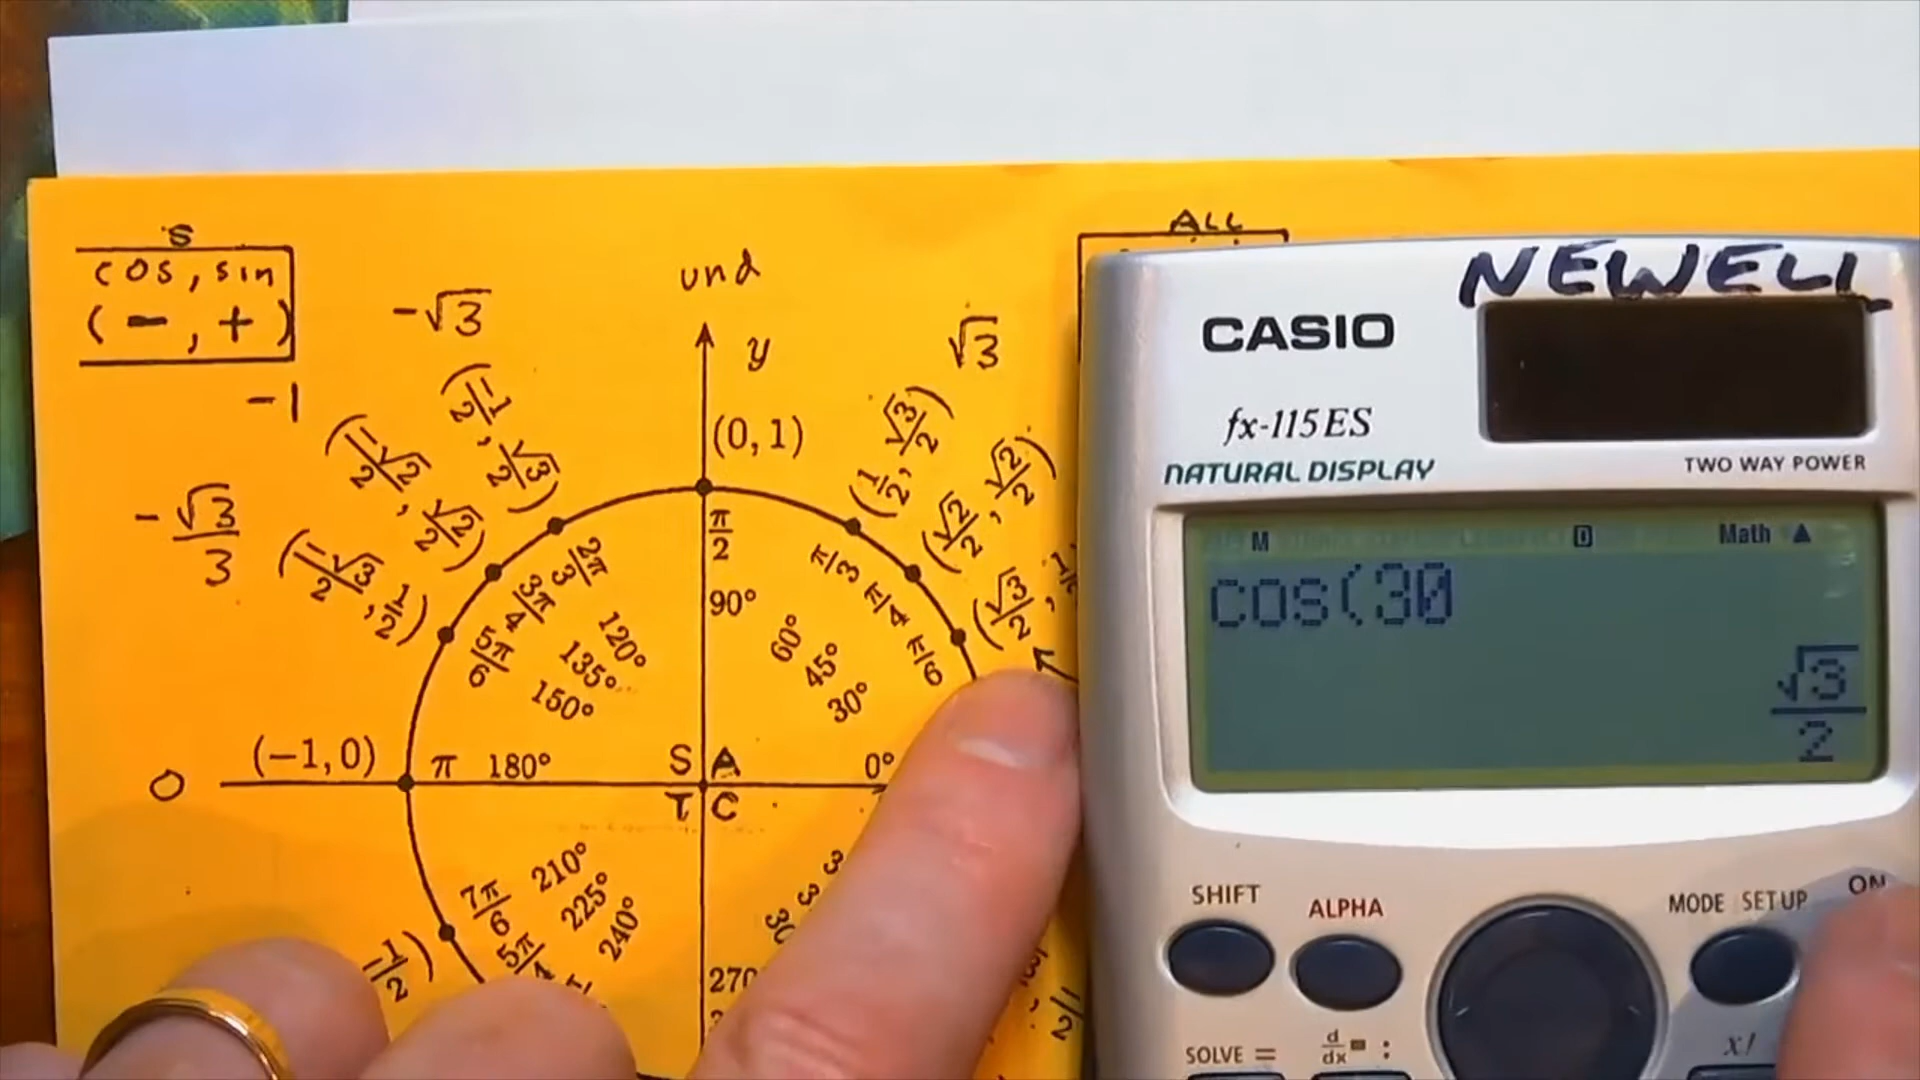 S
cos, sin
(-, +)
-1
-√3
und
y
(0, 1)
√3
ALL
NEWELL
CASIO
fx-115ES
NATURAL DISPLAY
TWO WAY POWER
M D Math ▲
cos(30
√3/2
(-1/2, √3/2)
(-√2/2, √2/2)
-√3/3
(-√3/2, 1/2)
(1/2, √3/2)
(√2/2, √2/2)
(√3/2,
π/2
90°
2π/3
3π/4
5π/6
120°
135°
150°
π/3
π/4
π/6
60°
45°
30°
0
(-1, 0)
π 180°
S A
T C
0°
7π/6 210°
5π/4 225°
240°
270
-1/2)
SHIFT
ALPHA
MODE SETUP
ON
SOLVE =
d/dx = :
x!